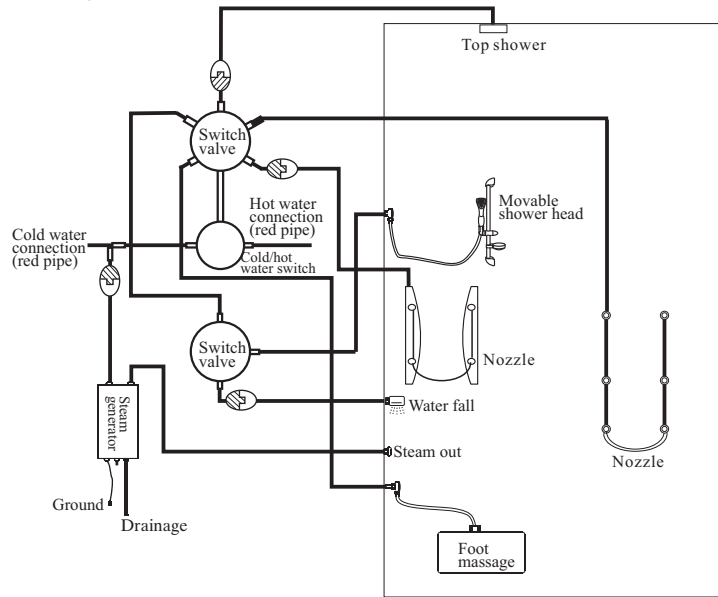 Top shower
Switch
valve
Hot water
connection
(red pipe)
Movable
shower head
Cold water
connection
(red pipe)
Cold/hot
water switch
Switch
valve
Nozzle
Water fall
Steam
generator
Steam out
Nozzle
Ground
Drainage
Foot
massage